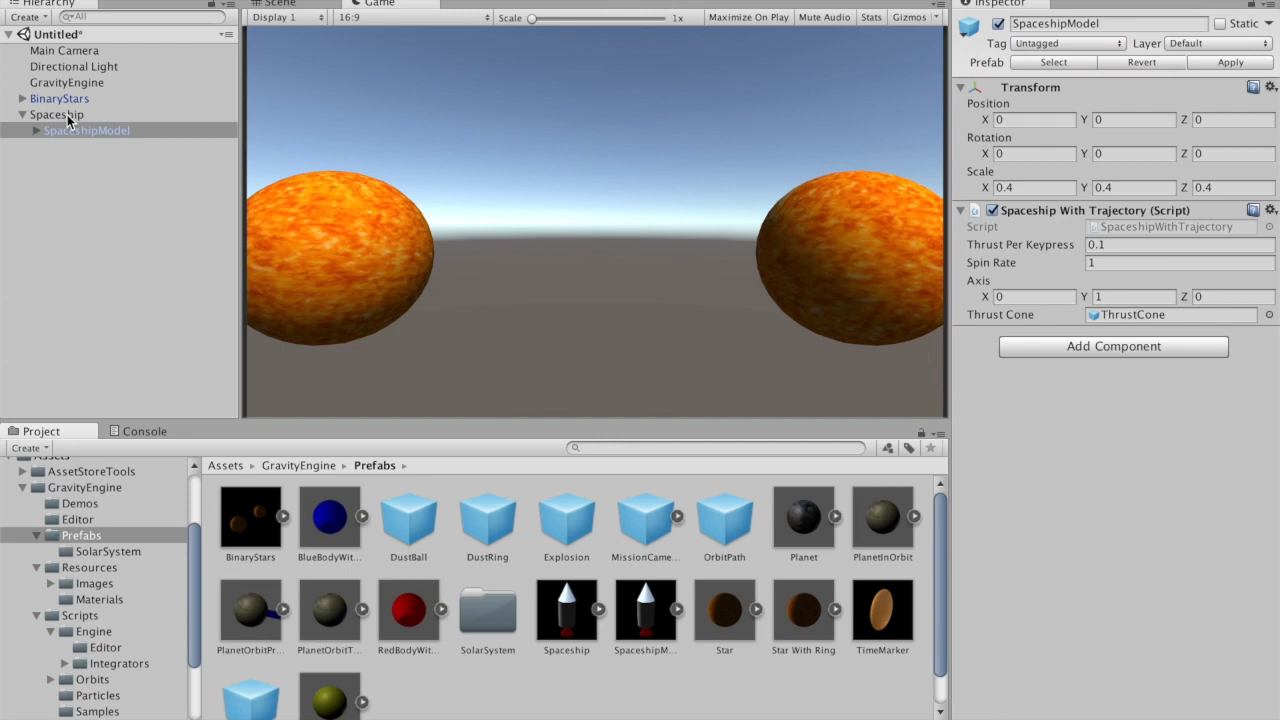 Hierarchy
Create
All
Untitled*
Main Camera
Directional Light
GravityEngine
BinaryStars
Spaceship
SpaceshipModel
Scene
Game
Display 1
16:9
Scale
1x
Maximize On Play
Mute Audio
Stats
Gizmos
Inspector
SpaceshipModel
Static
Tag
Untagged
Layer
Default
Prefab
Select
Revert
Apply
Transform
Position
X 0 Y 0 Z 0
Rotation
X 0 Y 0 Z 0
Scale
X 0.4 Y 0.4 Z 0.4
Spaceship With Trajectory (Script)
Script SpaceshipWithTrajectory
Thrust Per Keypress 0.1
Spin Rate 1
Axis
X 0 Y 1 Z 0
Thrust Cone ThrustCone
Add Component
Project
Console
Create
Assets
AssetStoreTools
GravityEngine
Demos
Editor
Prefabs
SolarSystem
Resources
Images
Materials
Scripts
Engine
Editor
Integrators
Orbits
Particles
Samples
Assets GravityEngine Prefabs
BinaryStars BlueBodyWit... DustBall DustRing Explosion MissionCame... OrbitPath Planet PlanetInOrbit
PlanetOrbitPr... PlanetOrbitT... RedBodyWit... SolarSystem Spaceship SpaceshipM... Star Star With Ring TimeMarker